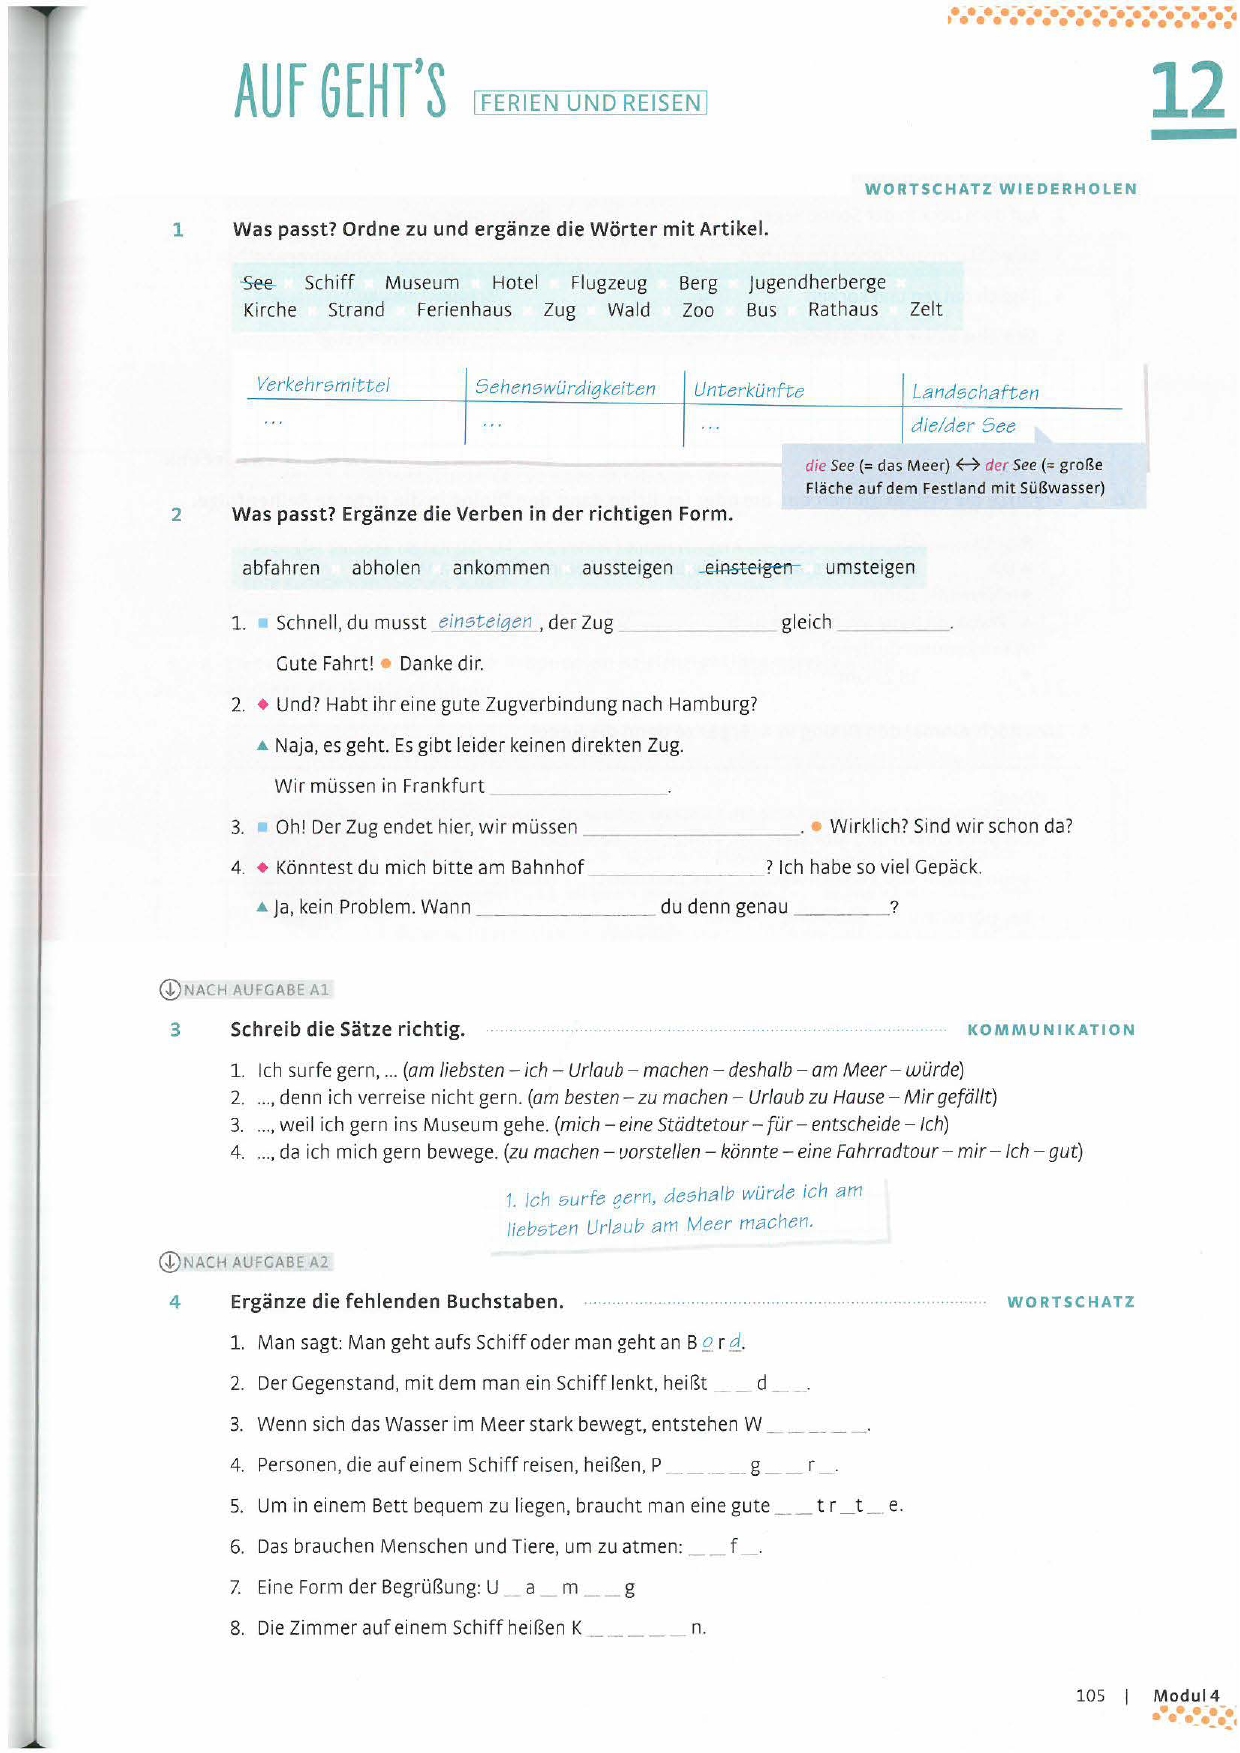 AUF GEHT'S FERIEN UND REISEN 12
WORTSCHATZ WIEDERHOLEN
1 Was passt? Ordne zu und ergänze die Wörter mit Artikel.
See Schiff Museum Hotel Flugzeug Berg Jugendherberge
Kirche Strand Ferienhaus Zug Wald Zoo Bus Rathaus Zelt
Verkehrsmittel Sehenswürdigkeiten Unterkünfte Landschaften
... ... ... die/der See
die See (= das Meer) ↔ der See (= große
Fläche auf dem Festland mit Süßwasser)
2 Was passt? Ergänze die Verben in der richtigen Form.
abfahren abholen ankommen aussteigen einsteigen umsteigen
1. ■ Schnell, du musst einsteigen, der Zug ______________ gleich __________.
Gute Fahrt! ● Danke dir.
2. ◆ Und? Habt ihr eine gute Zugverbindung nach Hamburg?
▲ Naja, es geht. Es gibt leider keinen direkten Zug.
Wir müssen in Frankfurt ________________.
3. ■ Oh! Der Zug endet hier, wir müssen ____________________. ● Wirklich? Sind wir schon da?
4. ◆ Könntest du mich bitte am Bahnhof ________________? Ich habe so viel Gepäck.
▲ Ja, kein Problem. Wann ________________ du denn genau _________?
NACH AUFGABE A1
3 Schreib die Sätze richtig. KOMMUNIKATION
1. Ich surfe gern, ... (am liebsten – ich – Urlaub – machen – deshalb – am Meer – würde)
2. ..., denn ich verreise nicht gern. (am besten – zu machen – Urlaub zu Hause – Mir gefällt)
3. ..., weil ich gern ins Museum gehe. (mich – eine Städtetour – für – entscheide – Ich)
4. ..., da ich mich gern bewege. (zu machen – vorstellen – könnte – eine Fahrradtour – mir – Ich – gut)
1. Ich surfe gern, deshalb würde ich am
liebsten Urlaub am Meer machen.
NACH AUFGABE A2
4 Ergänze die fehlenden Buchstaben. WORTSCHATZ
1. Man sagt: Man geht aufs Schiff oder man geht an B o r d.
2. Der Gegenstand, mit dem man ein Schiff lenkt, heißt _ _ d _ _.
3. Wenn sich das Wasser im Meer stark bewegt, entstehen W _ _ _ _ _.
4. Personen, die auf einem Schiff reisen, heißen, P _ _ _ _ g _ _ r _.
5. Um in einem Bett bequem zu liegen, braucht man eine gute _ _ t r _ t _ e.
6. Das brauchen Menschen und Tiere, um zu atmen: _ _ f _.
7. Eine Form der Begrüßung: U _ a _ m _ _ g
8. Die Zimmer auf einem Schiff heißen K _ _ _ _ _ n.
105 | Modul 4